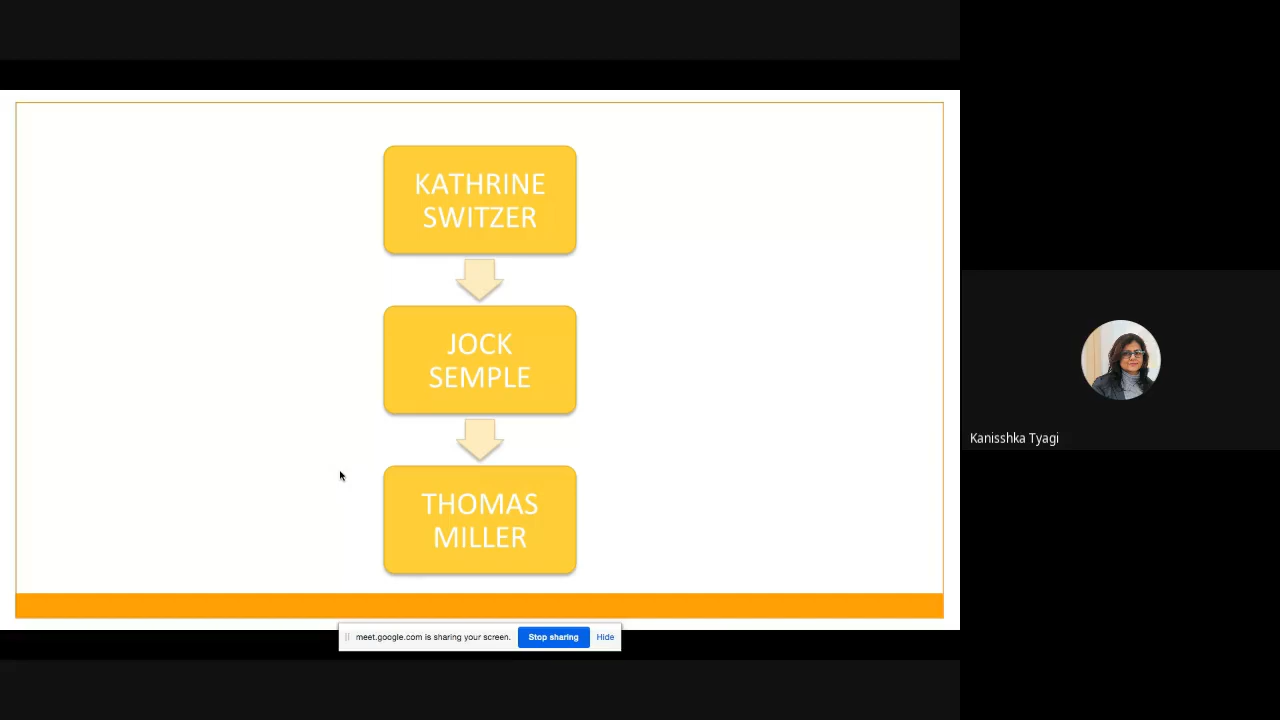 KATHRINE
SWITZER
JOCK
SEMPLE
THOMAS
MILLER
Kanisshka Tyagi
meet.google.com is sharing your screen. Stop sharing Hide